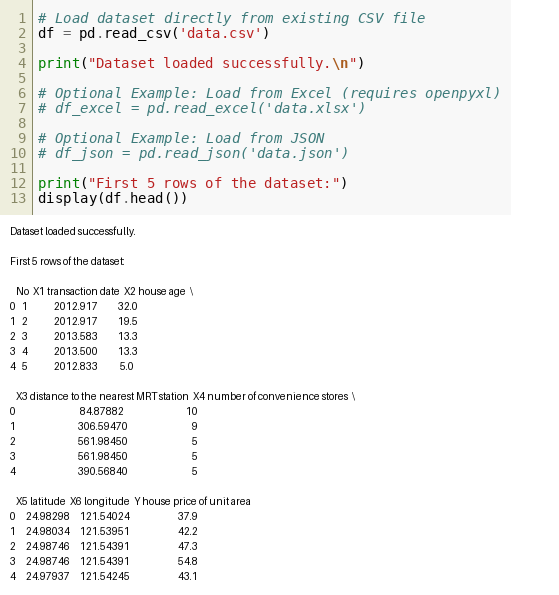 1 # Load dataset directly from existing CSV file
2 df = pd.read_csv('data.csv')
3
4 print("Dataset loaded successfully.\n")
5
6 # Optional Example: Load from Excel (requires openpyxl)
7 # df_excel = pd.read_excel('data.xlsx')
8
9 # Optional Example: Load from JSON
10 # df_json = pd.read_json('data.json')
11
12 print("First 5 rows of the dataset:")
13 display(df.head())
Dataset loaded successfully.
First 5 rows of the dataset:
No X1 transaction date X2 house age \
0 1 2012.917 32.0
1 2 2012.917 19.5
2 3 2013.583 13.3
3 4 2013.500 13.3
4 5 2012.833 5.0
X3 distance to the nearest MRT station X4 number of convenience stores \
0 84.87882 10
1 306.59470 9
2 561.98450 5
3 561.98450 5
4 390.56840 5
X5 latitude X6 longitude Y house price of unit area
0 24.98298 121.54024 37.9
1 24.98034 121.53951 42.2
2 24.98746 121.54391 47.3
3 24.98746 121.54391 54.8
4 24.97937 121.54245 43.1